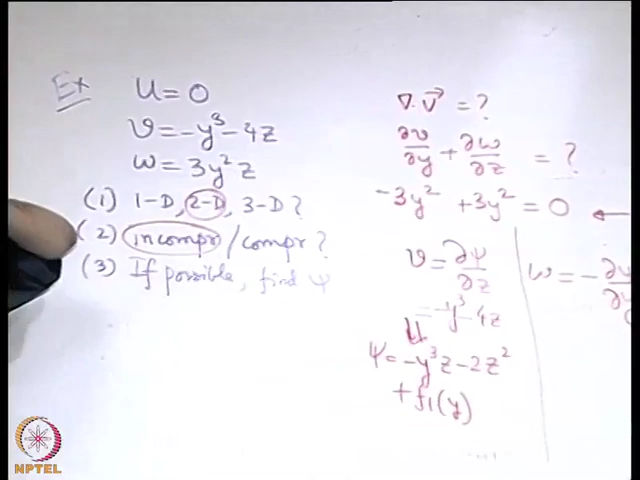 Ex
u = 0
v = -y³ - 4z
w = 3y²z
(1) 1-D, 2-D, 3-D?
(2) incompr/compr?
(3) If possible, find ψ
∇.V⃗ = ?
∂v/∂y + ∂w/∂z = ?
-3y² + 3y² = 0 ←
v = ∂ψ/∂z
= -y³ - 4z
⇓
ψ = -y³z - 2z²
+ f1(y)
w = -∂ψ/∂y
NPTEL